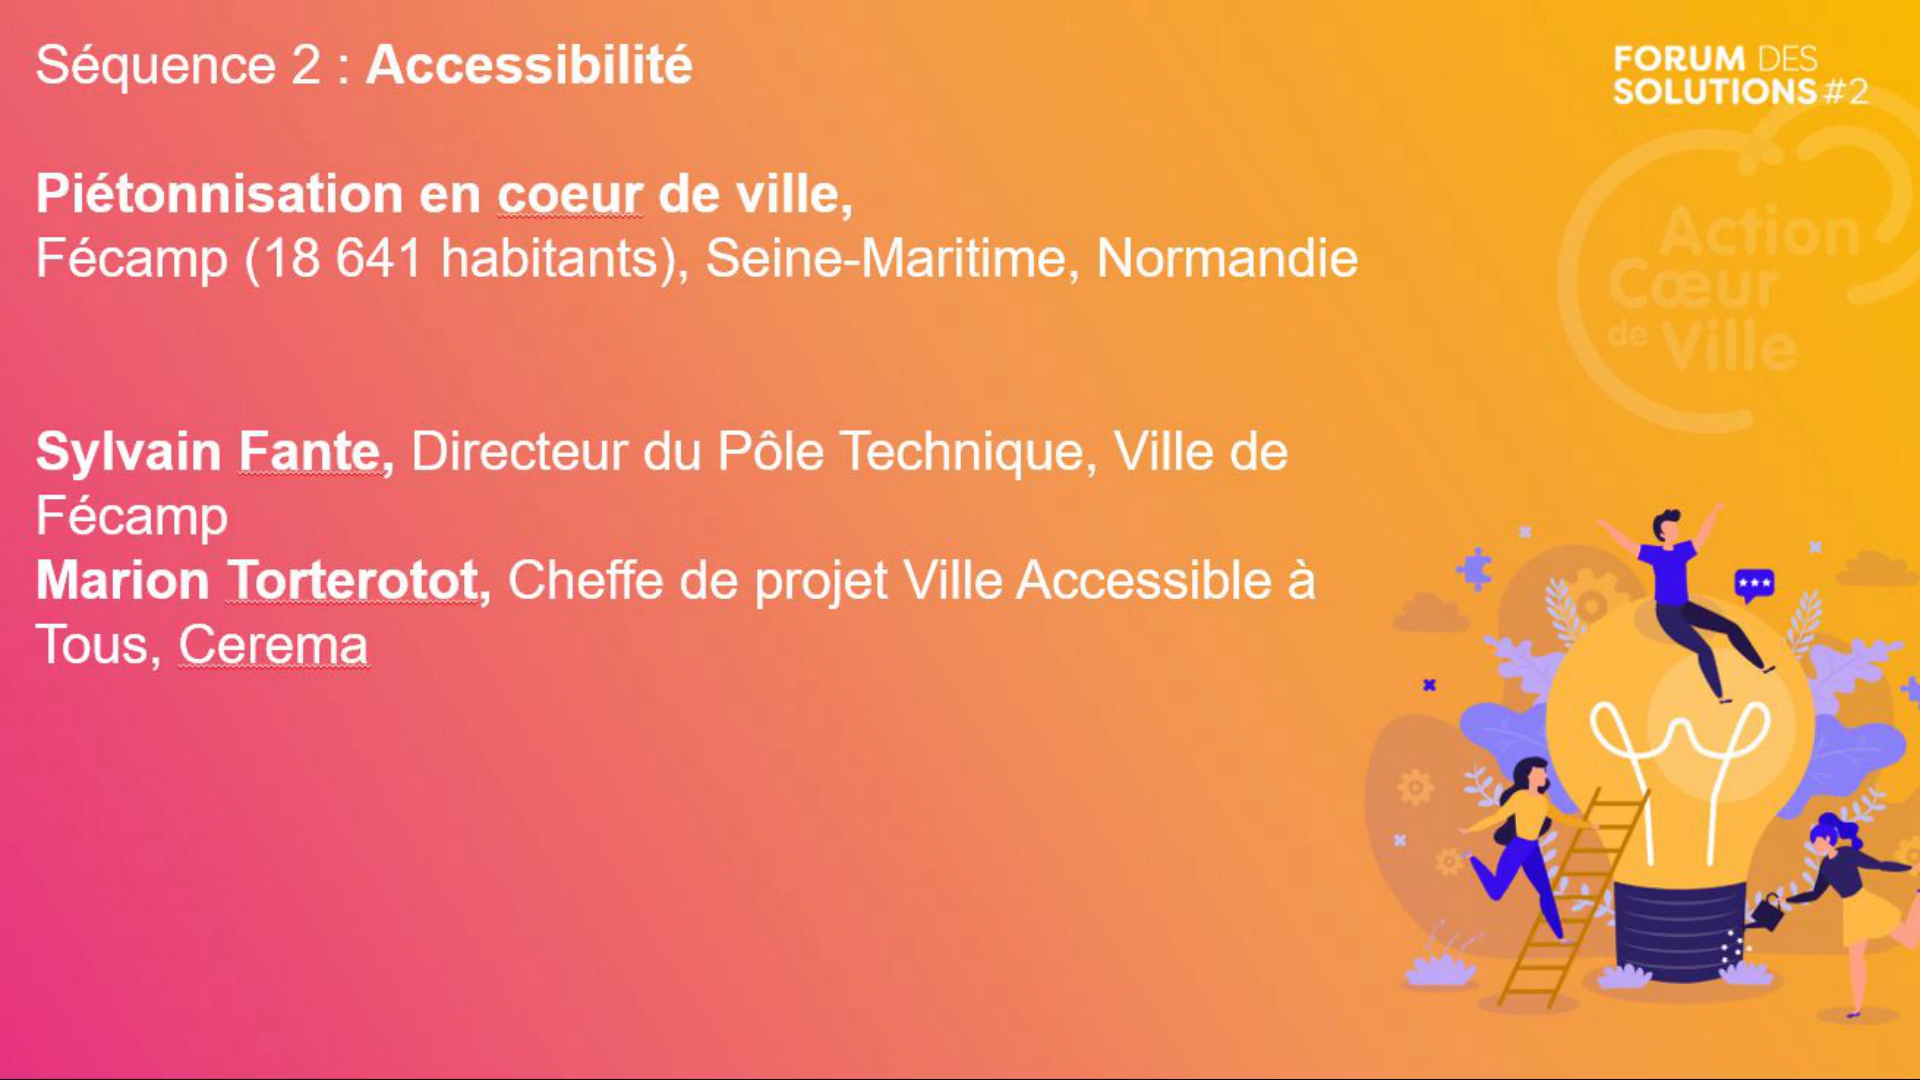 Séquence 2 : Accessibilité
FORUM DES
SOLUTIONS #2
Piétonnisation en coeur de ville,
Fécamp (18 641 habitants), Seine-Maritime, Normandie
Action
Cœur
de Ville
Sylvain Fante, Directeur du Pôle Technique, Ville de
Fécamp
Marion Torterotot, Cheffe de projet Ville Accessible à
Tous, Cerema